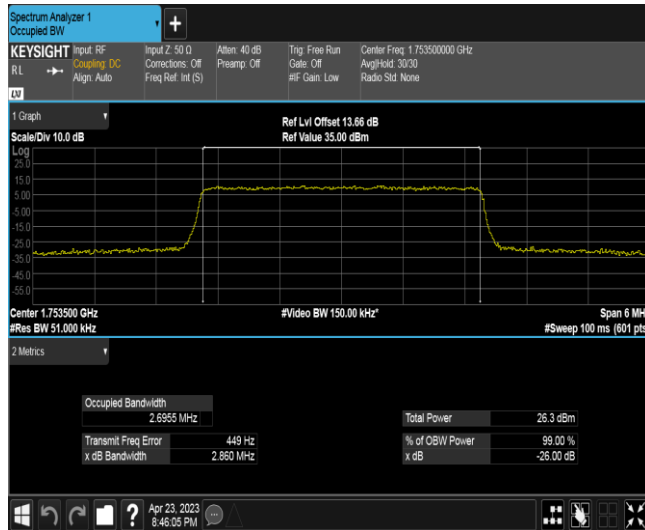 Spectrum Analyzer 1
Occupied BW
+
KEYSIGHT Input: RF Input Z: 50 Ω Atten: 40 dB Trig: Free Run Center Freq: 1.753500000 GHz
RL Coupling: DC Corrections: Off Preamp: Off Gate: Off Avg|Hold: 30/30
Align: Auto Freq Ref: Int (S) #IF Gain: Low Radio Std: None
LXI
1 Graph
Ref Lvl Offset 13.66 dB
Scale/Div 10.0 dB Ref Value 35.00 dBm
Log
25.0
15.0
5.00
-5.00
-15.0
-25.0
-35.0
-45.0
-55.0
Center 1.753500 GHz #Video BW 150.00 kHz* Span 6 MH
#Res BW 51.000 kHz #Sweep 100 ms (601 pts
2 Metrics
Occupied Bandwidth
2.6955 MHz Total Power 26.3 dBm
Transmit Freq Error 449 Hz % of OBW Power 99.00 %
x dB Bandwidth 2.860 MHz x dB -26.00 dB
? Apr 23, 2023
8:46:05 PM